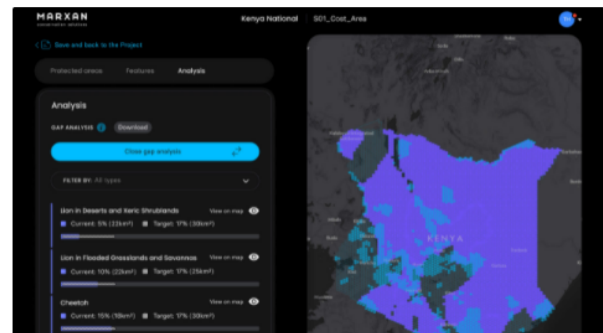 MARXAN
Kenya National
S01_Cost_Area
Save and back to the Project
Protected areas
Features
Analysis
Analysis
GAP ANALYSIS
Download
Close gap analysis
FILTER BY: All types
Lion in Deserts and Xeric Shrublands
View on map
Current: 5% (22km²)
Target: 17% (30km²)
Lion in Flooded Grasslands and Savannas
View on map
Current: 10% (22km²)
Target: 17% (25km²)
Cheetah
View on map
Current: 15% (10km²)
Target: 17% (30km²)
KENYA